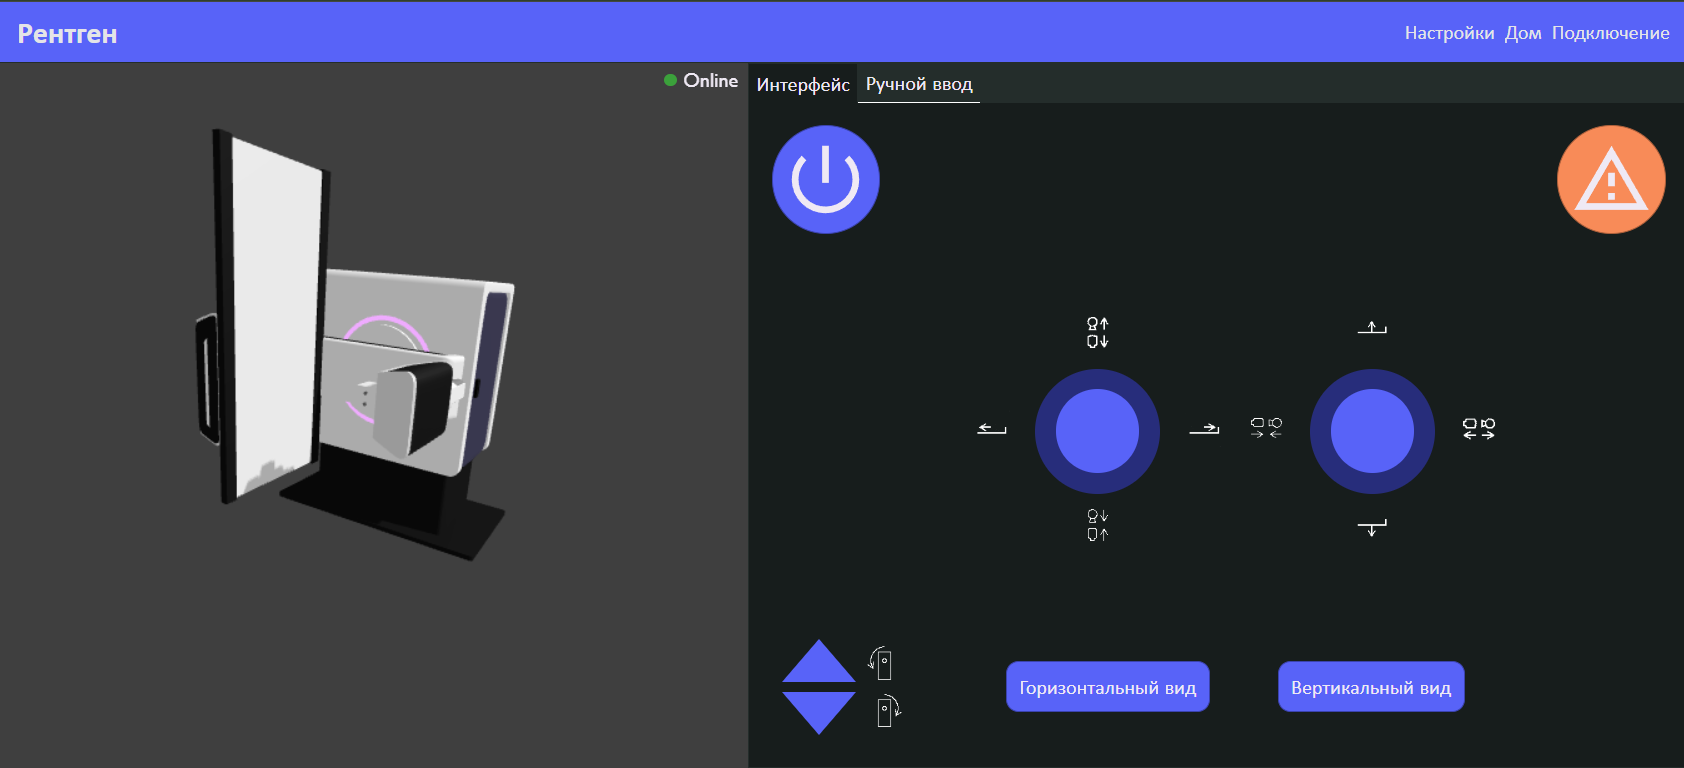 Рентген
Настройки Дом Подключение
Online
Интерфейс Ручной ввод
Горизонтальный вид
Вертикальный вид